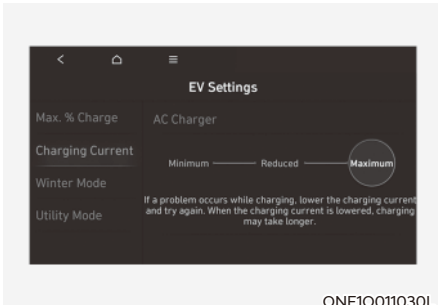 EV Settings
Max. % Charge
AC Charger
Charging Current
Minimum
Reduced
Maximum
Winter Mode
If a problem occurs while charging, lower the charging current
and try again. When the charging current is lowered, charging
may take longer.
Utility Mode